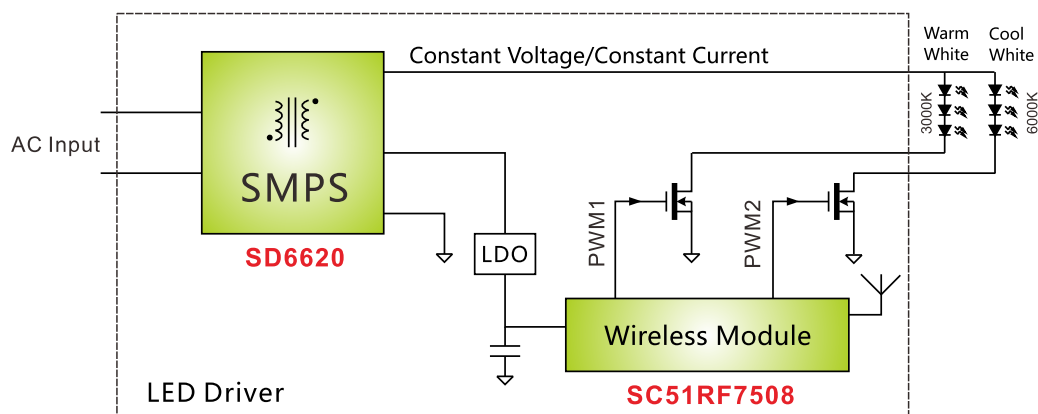 Warm
White
Cool
White
Constant Voltage/Constant Current
3000K
6000K
AC Input
SMPS
SD6620
LDO
PWM1
PWM2
Wireless Module
SC51RF7508
LED Driver